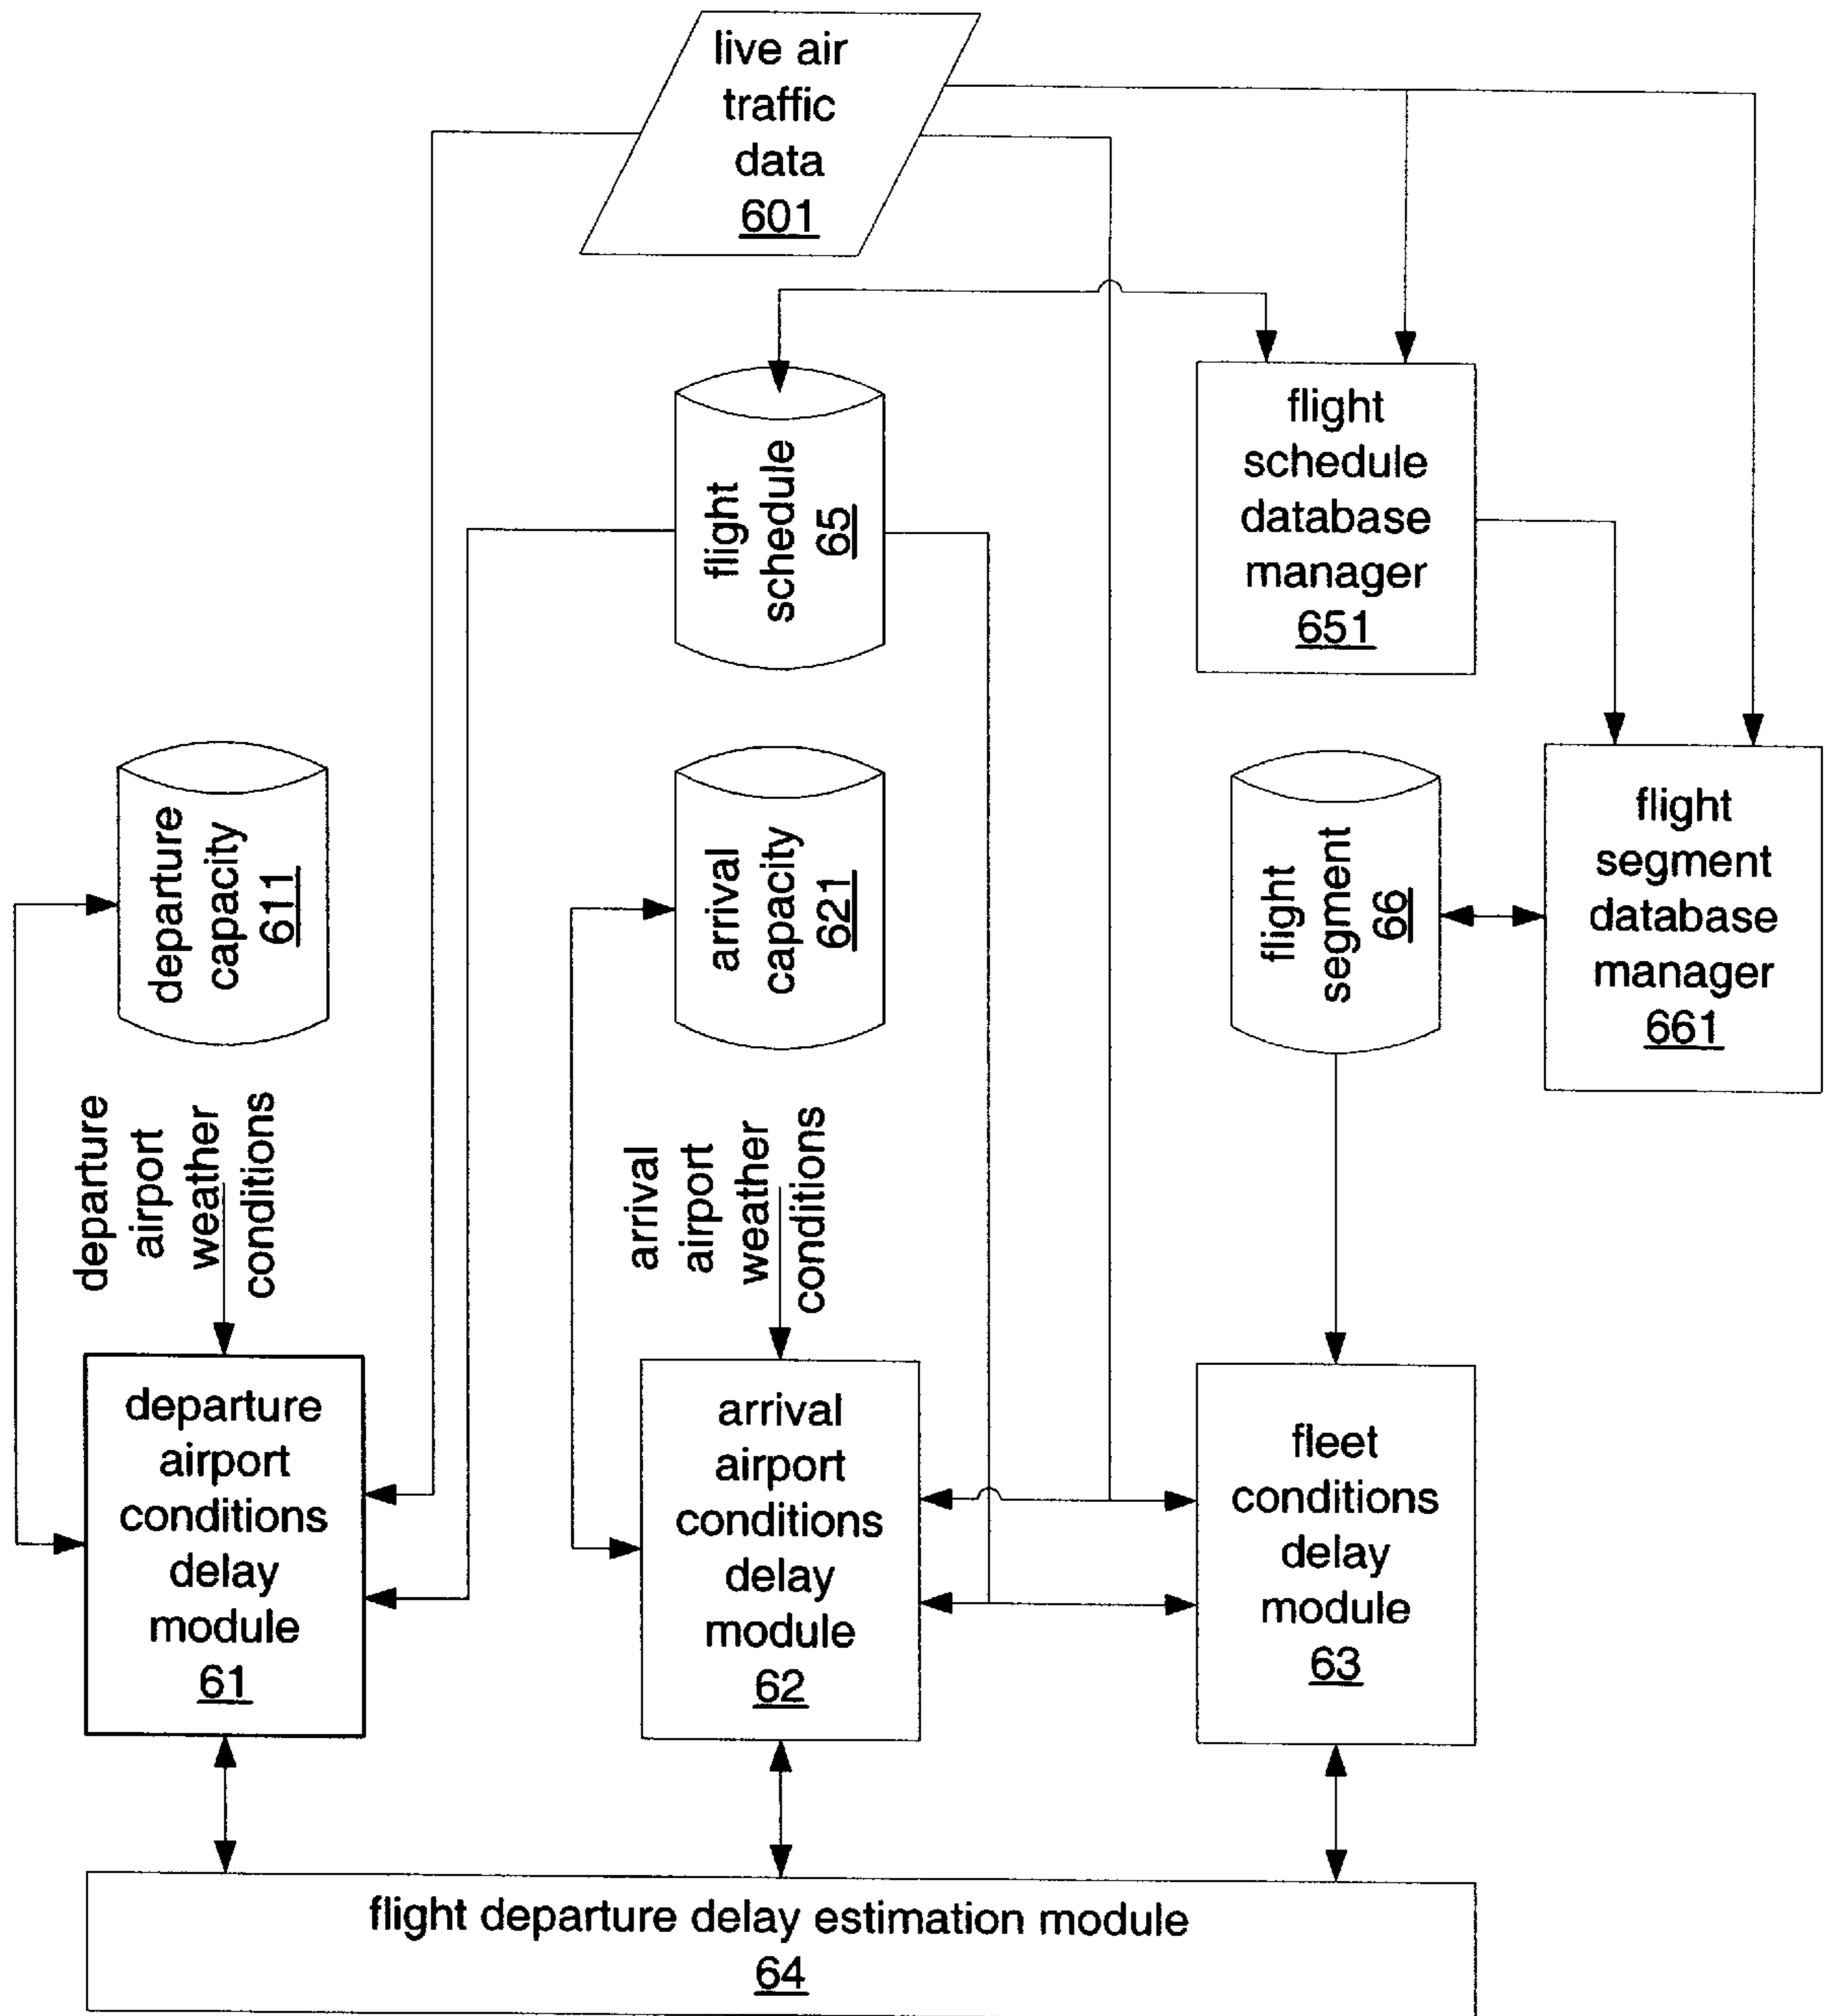 live air
traffic
data
601
flight
schedule
65
flight
schedule
database
manager
651
departure
capacity
611
arrival
capacity
621
flight
segment
66
flight
segment
database
manager
661
departure
airport
weather
conditions
arrival
airport
weather
conditions
departure
airport
conditions
delay
module
61
arrival
airport
conditions
delay
module
62
fleet
conditions
delay
module
63
flight departure delay estimation module
64